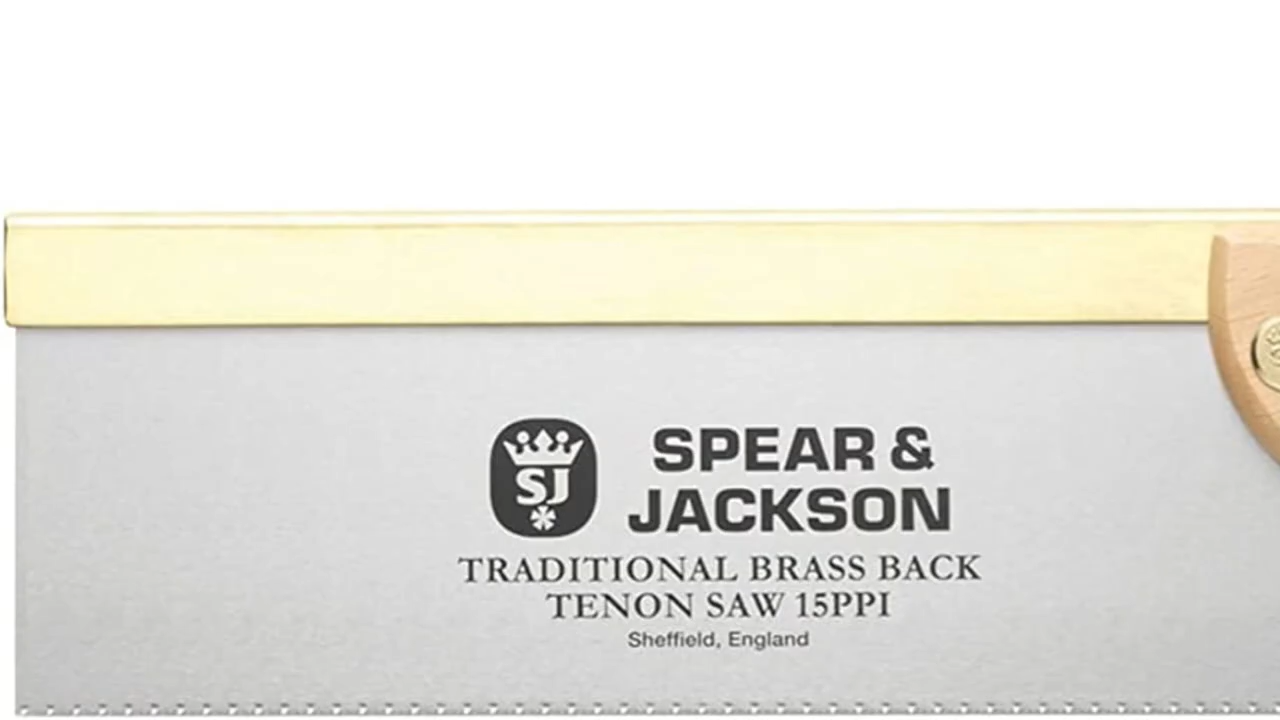 SJ
SPEAR &
JACKSON
TRADITIONAL BRASS BACK
TENON SAW 15PPI
Sheffield, England